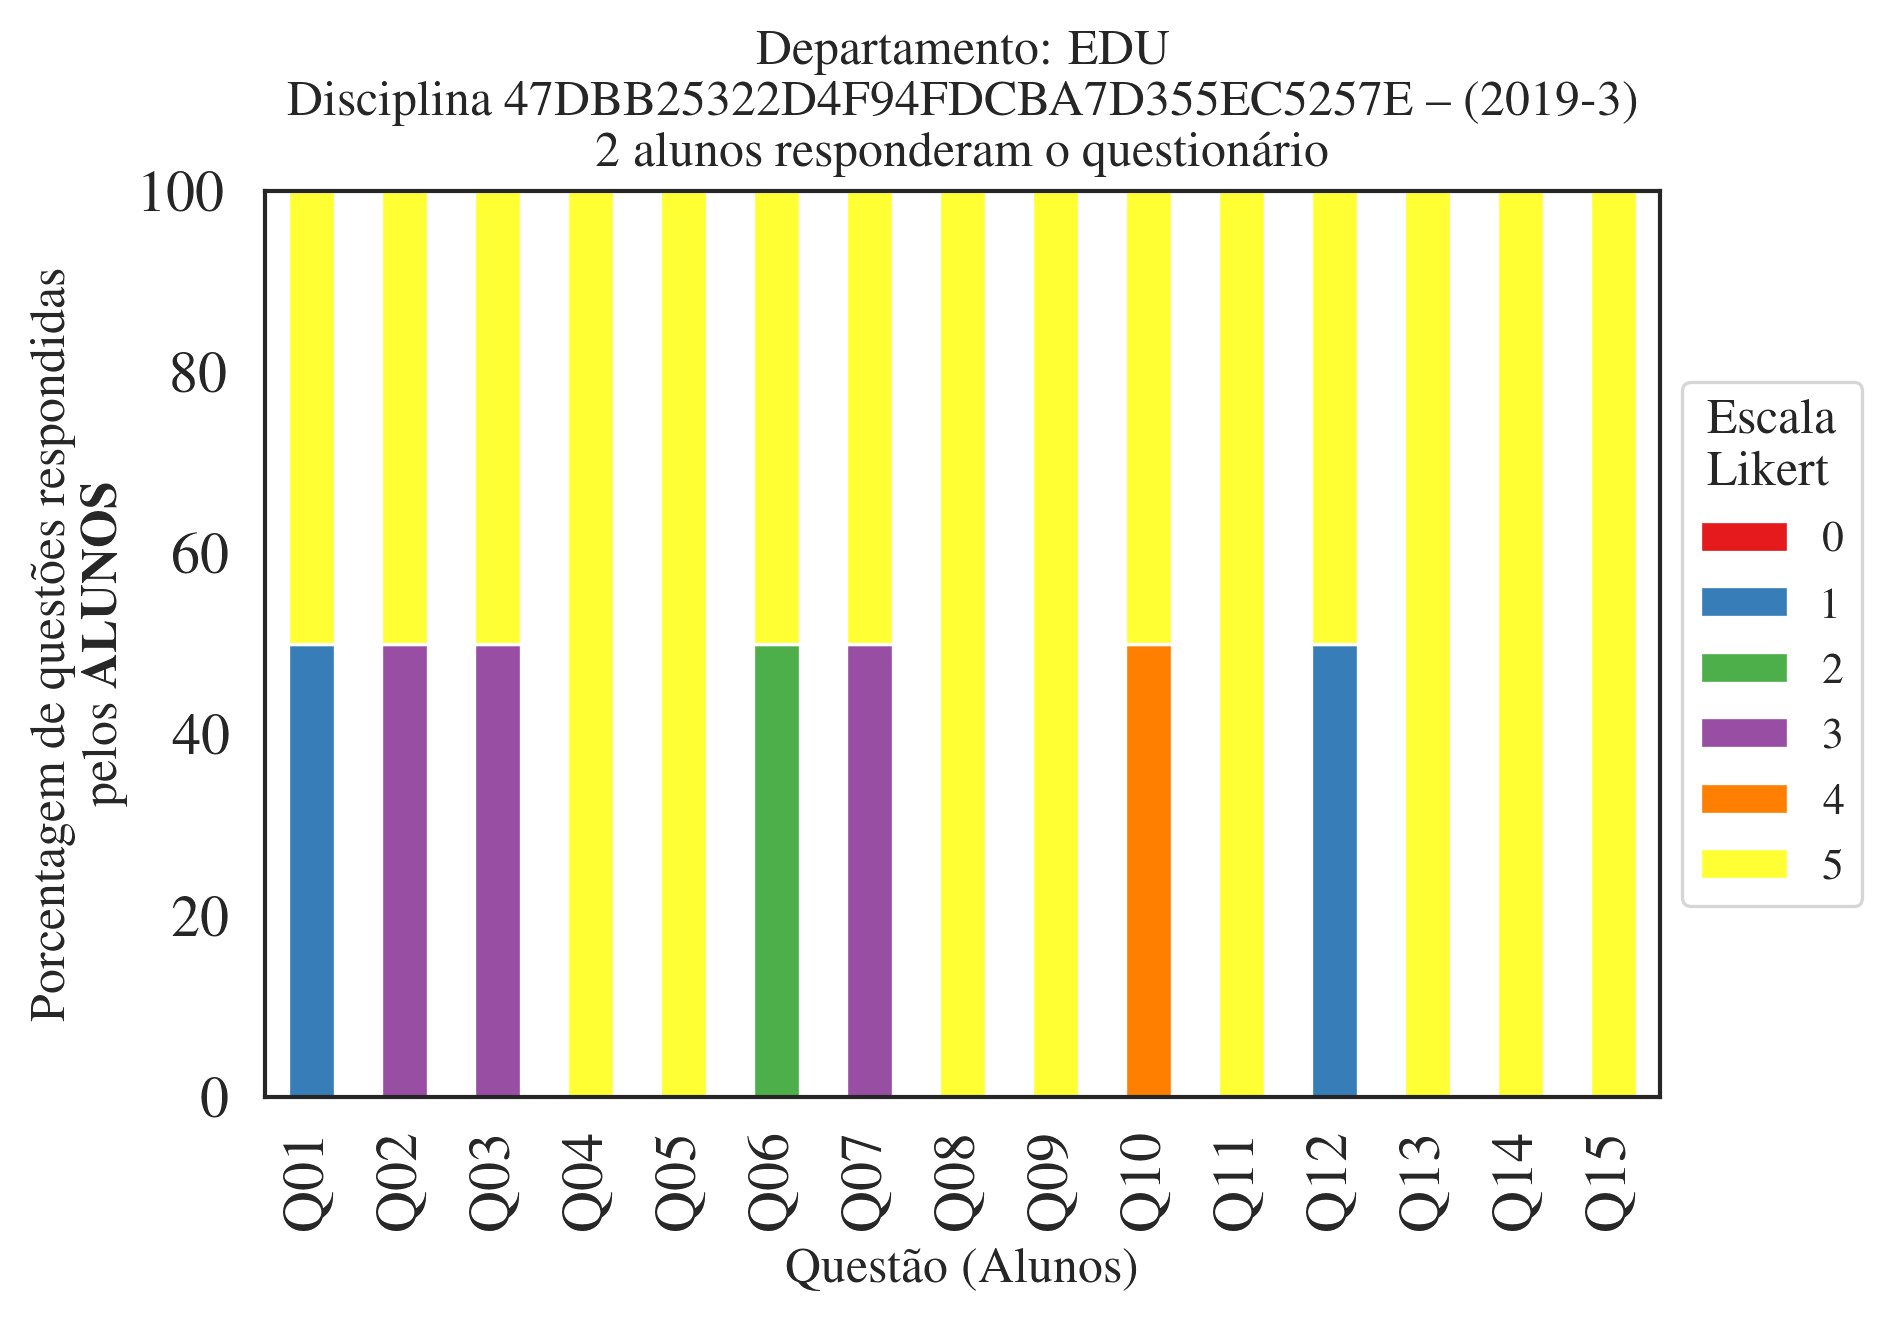 Departamento: EDU
Disciplina 47DBB25322D4F94FDCBA7D355EC5257E – (2019-3)
2 alunos responderam o questionário
Porcentagem de questões respondidas
pelos ALUNOS
100
80
60
40
20
0
Q01
Q02
Q03
Q04
Q05
Q06
Q07
Q08
Q09
Q10
Q11
Q12
Q13
Q14
Q15
Questão (Alunos)
Escala
Likert
0
1
2
3
4
5